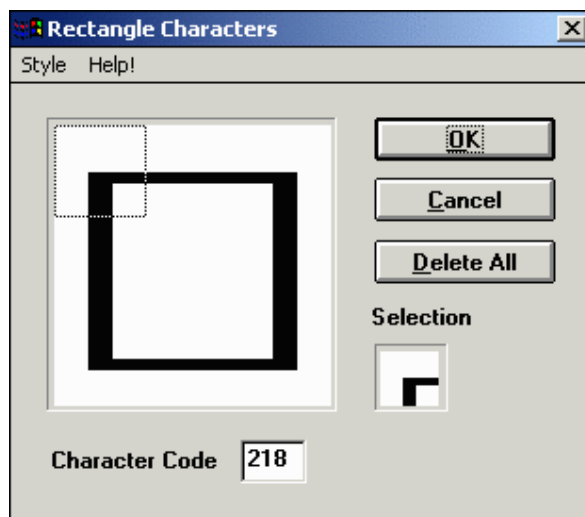 Rectangle Characters
Style Help!
OK
Cancel
Delete All
Selection
Character Code 218